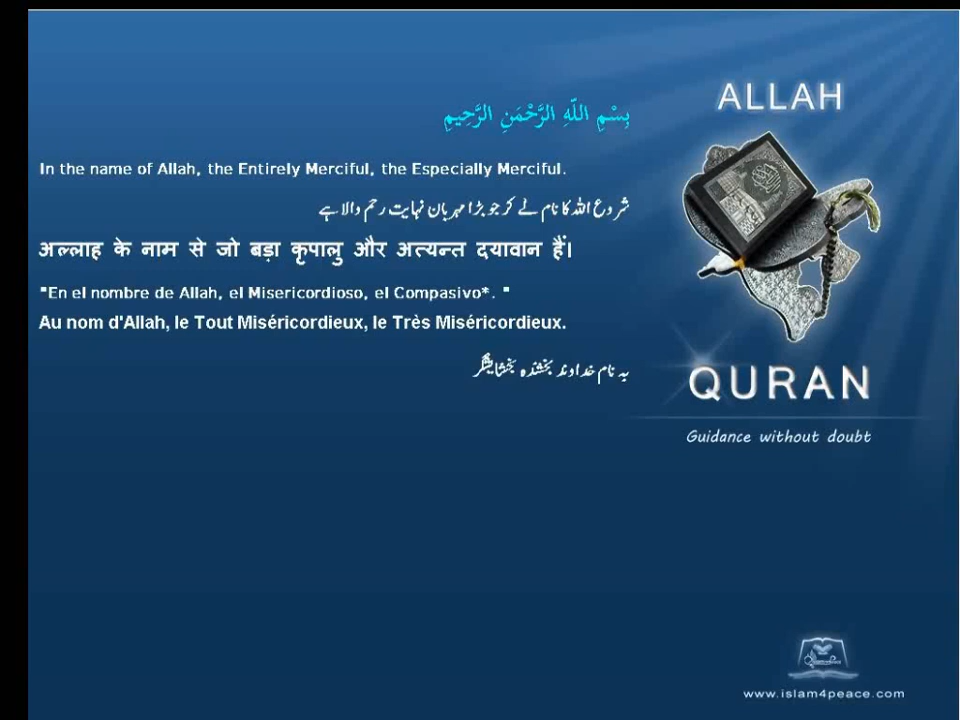 بِسْمِ اللَّهِ الرَّحْمَنِ الرَّحِيمِ
In the name of Allah, the Entirely Merciful, the Especially Merciful.
شروع الله کا نام لے کر جو بڑا مہربان نہایت رحم والا ہے
अल्लाह के नाम से जो बड़ा कृपालु और अत्यन्त दयावान हैं।
"En el nombre de Allah, el Misericordioso, el Compasivo*. "
Au nom d'Allah, le Tout Miséricordieux, le Très Miséricordieux.
به نام خداوند بخشنده بخشایشگر
ALLAH
QURAN
Guidance without doubt
www.islam4peace.com